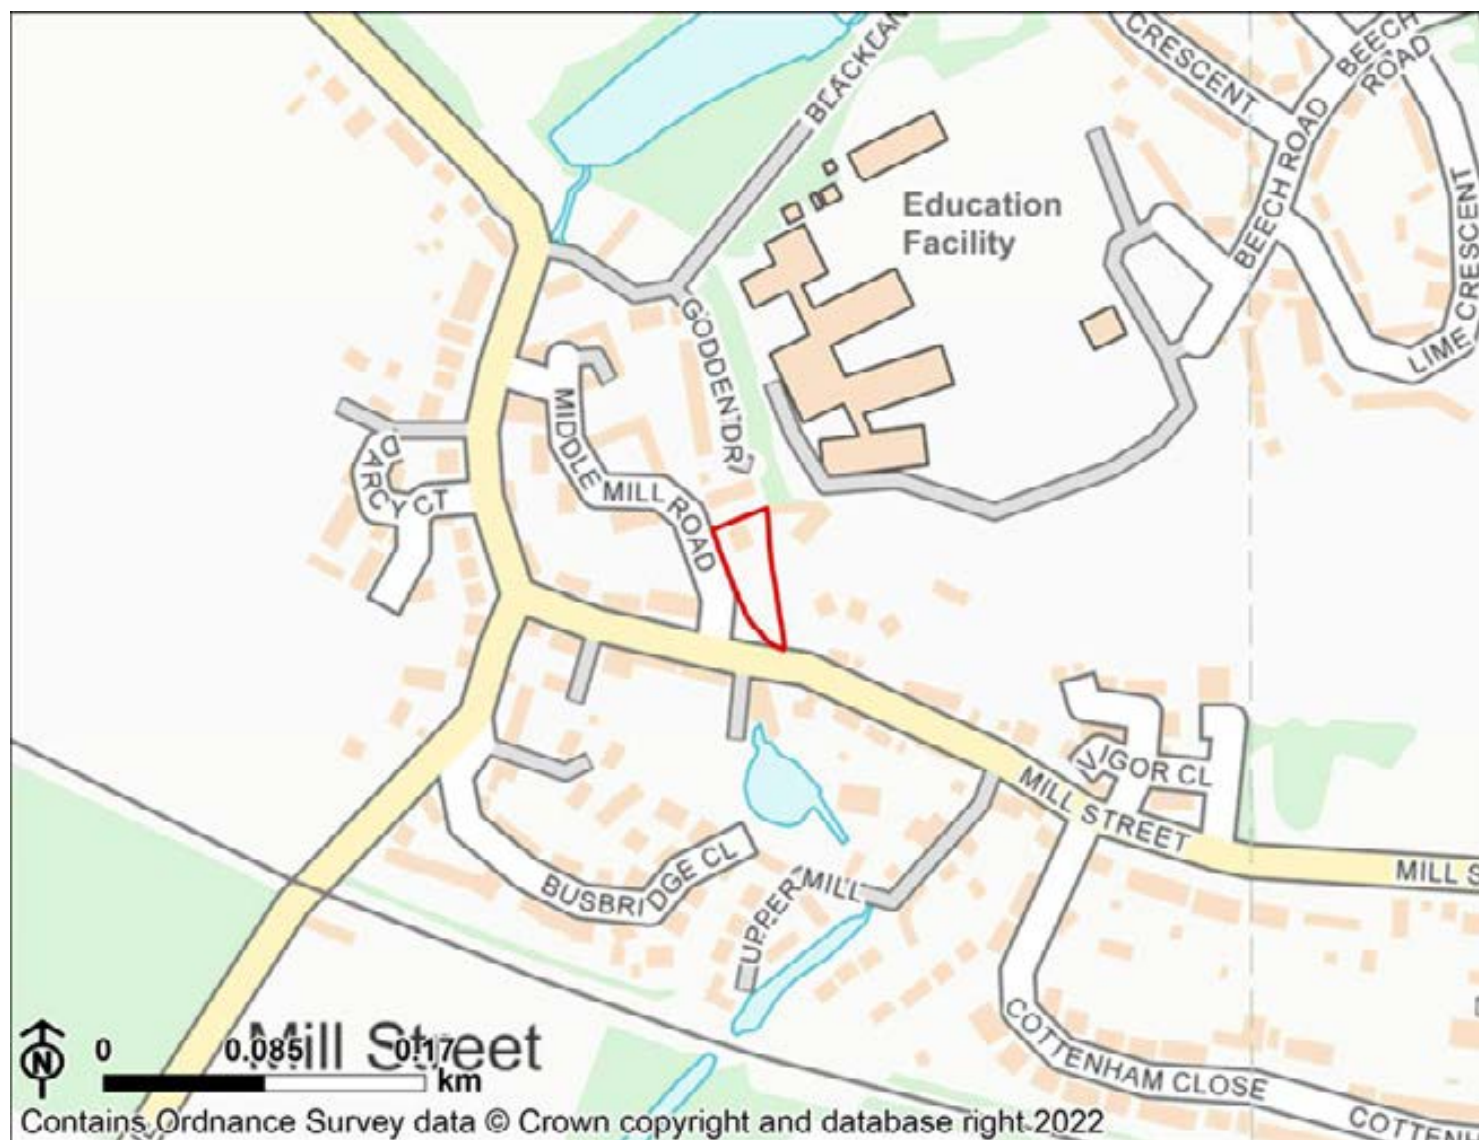 CRESCENT
BEECH
ROAD
BEECH ROAD
LIME CRESCENT
Education
Facility
GODDEN DR
MIDDLE MILL ROAD
D ARCY CT
VIGOR CL
MILL STREET
MILL S
BUSBRIDGE CL
UPPER MILL
COTTENHAM CLOSE
Mill Street
0 0.085 0.17
km
N
Contains Ordnance Survey data © Crown copyright and database right 2022